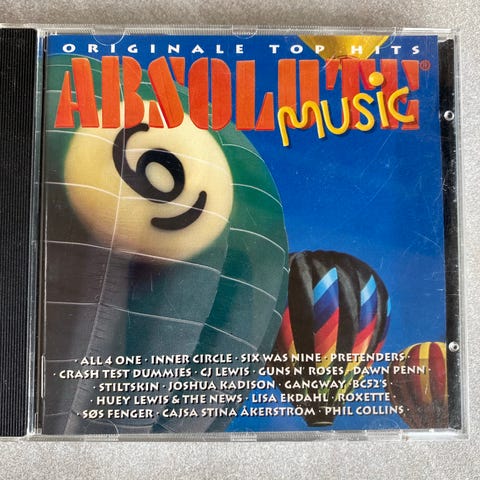 ORIGINALE TOP HITS
ABSOLUTE®
MUSIC
6
ALL 4 ONE · INNER CIRCLE · SIX WAS NINE · PRETENDERS ·
CRASH TEST DUMMIES · CJ LEWIS · GUNS N' ROSES · DAWN PENN ·
STILTSKIN · JOSHUA KADISON · GANGWAY · BC52'S ·
HUEY LEWIS & THE NEWS · LISA EKDAHL · ROXETTE ·
SØS FENGER · CAJSA STINA ÅKERSTRÖM · PHIL COLLINS ·